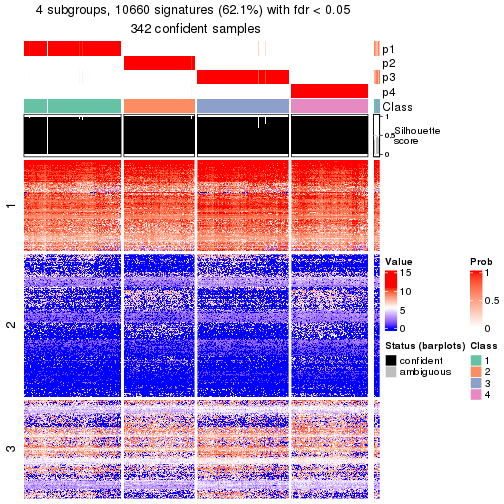 4 subgroups, 10660 signatures (62.1%) with fdr < 0.05
342 confident samples
p1
p2
p3
p4
Class
1
0.5
0
Silhouette
score
1
2
3
Value
15
10
5
0
Prob
1
0.5
0
Status (barplots)
confident
ambiguous
Class
1
2
3
4